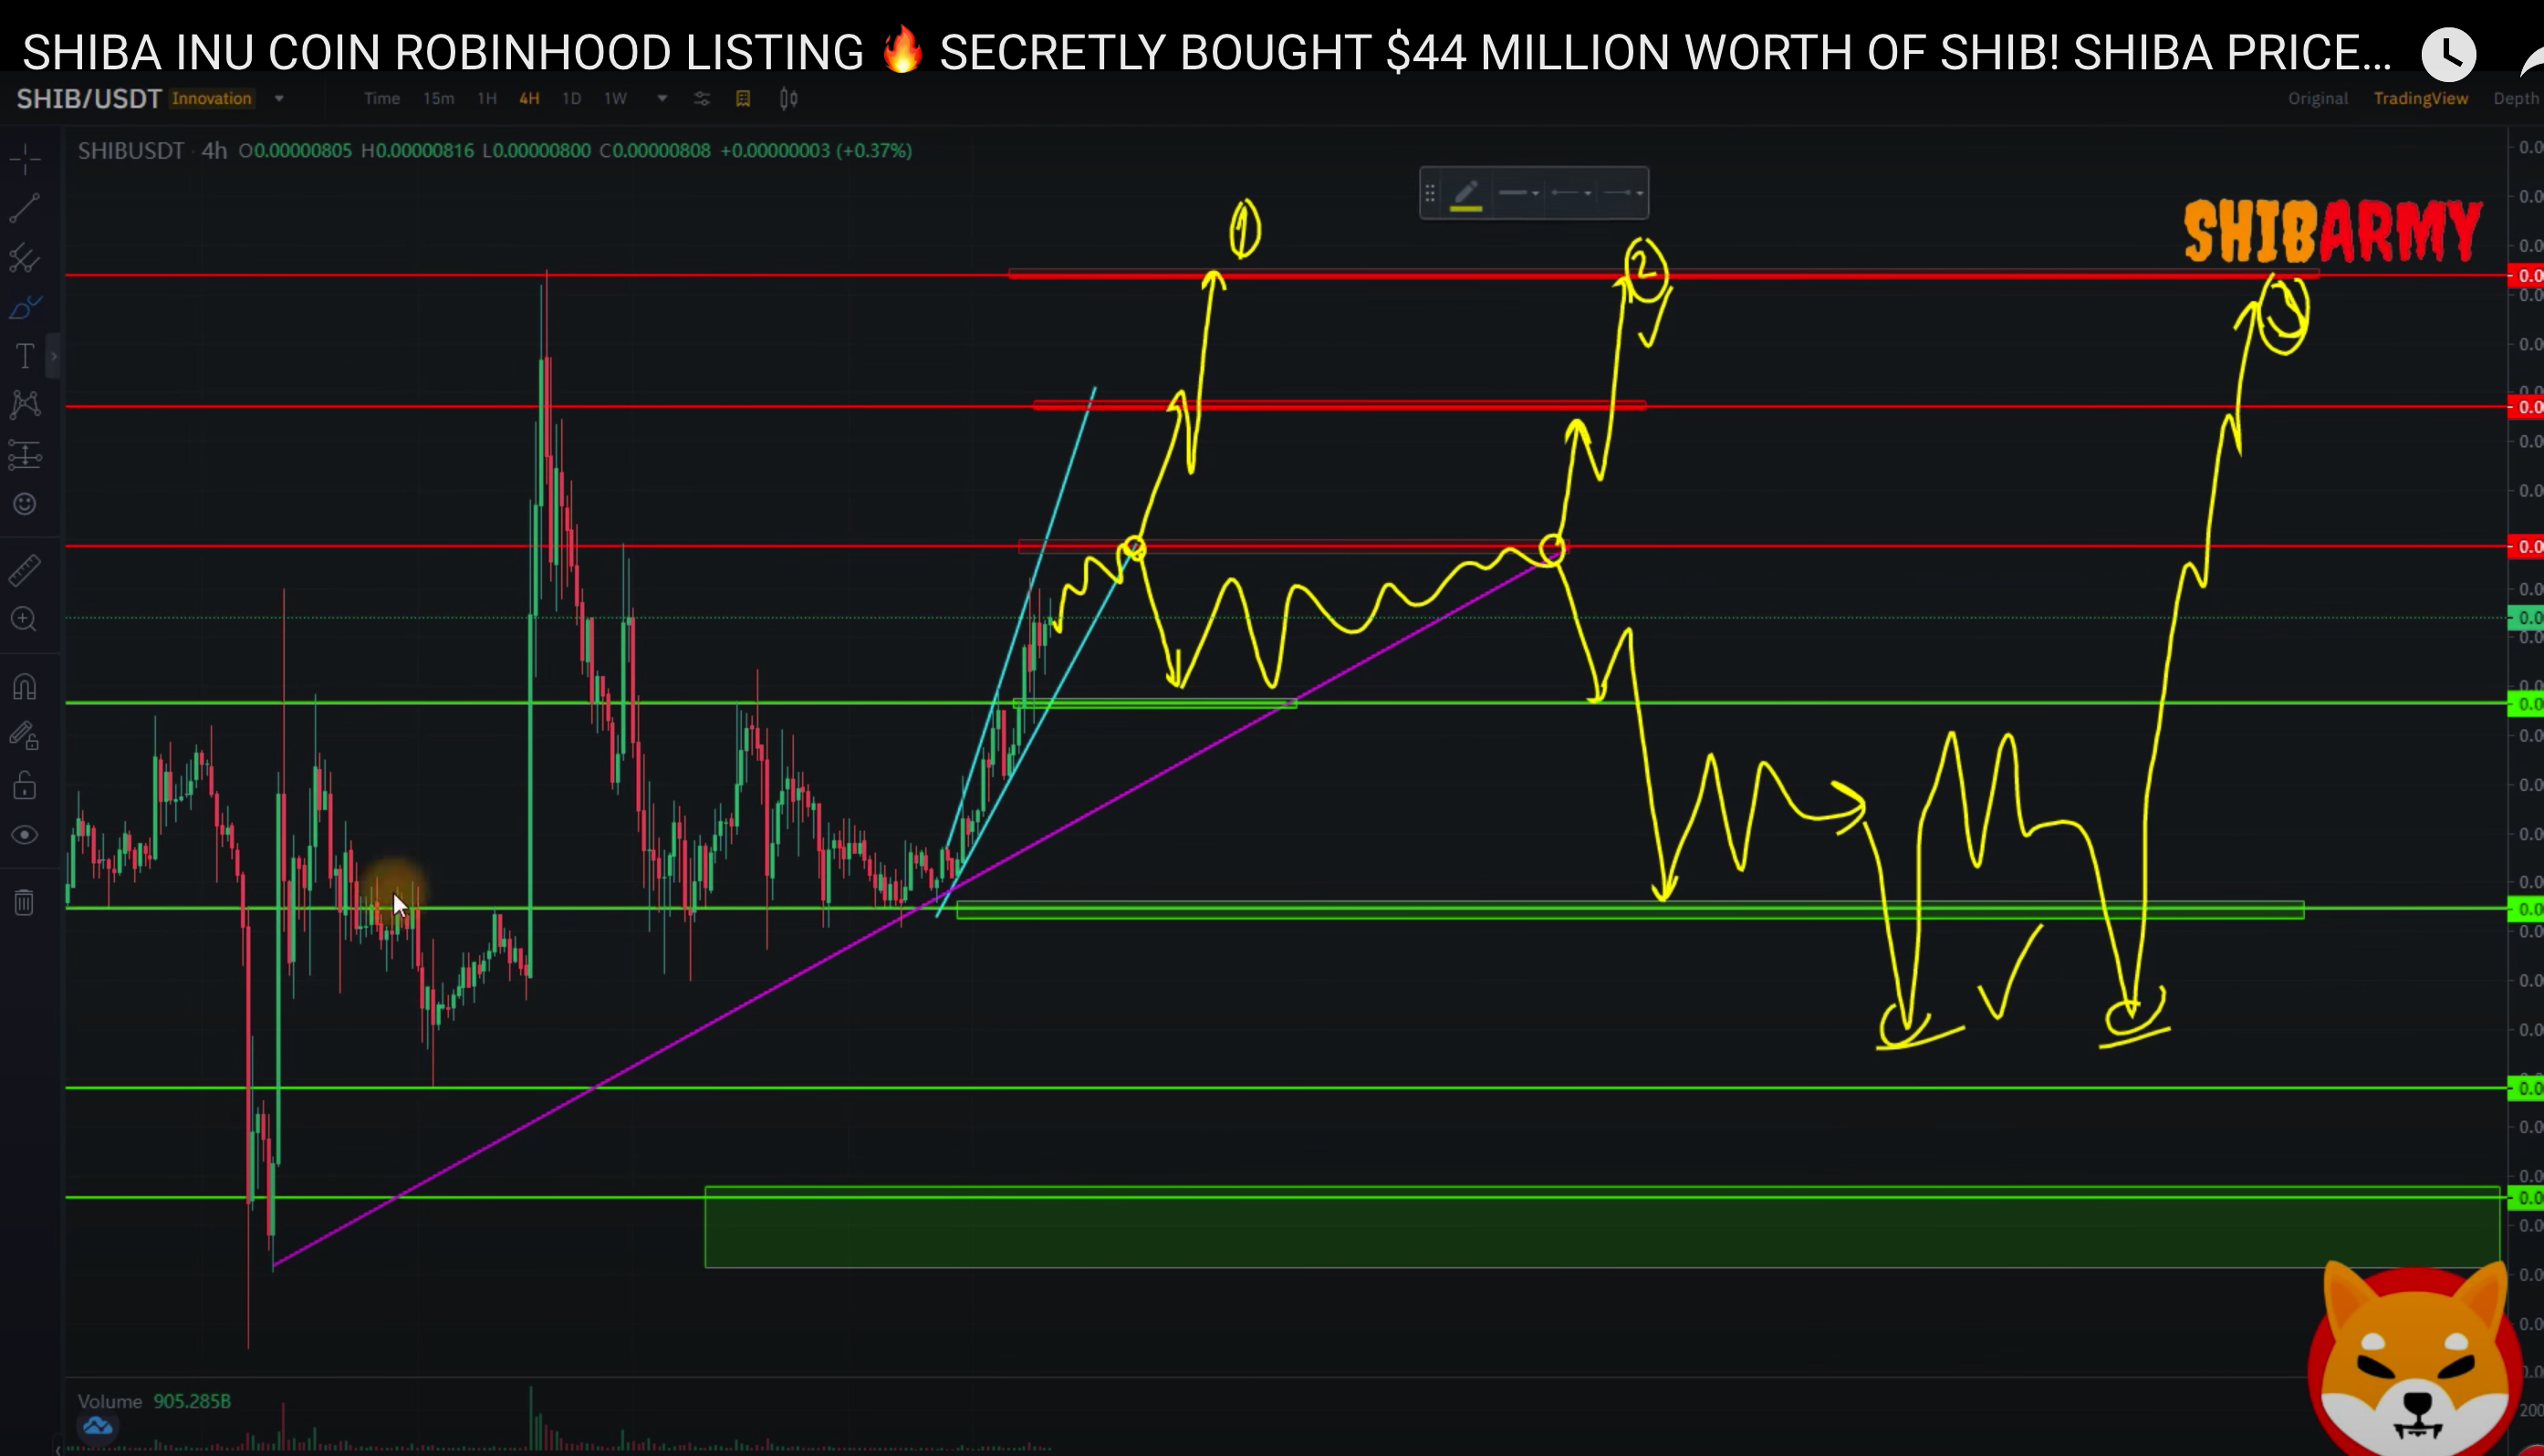 SHIBA INU COIN ROBINHOOD LISTING 🔥 SECRETLY BOUGHT $44 MILLION WORTH OF SHIB! SHIBA PRICE...
SHIB/USDT Innovation Time 15m 1H 4H 1D 1W Original TradingView Depth
SHIBUSDT · 4h O0.00000805 H0.00000816 L0.00000800 C0.00000808 +0.00000003 (+0.37%)
SHIBARMY
1
2
Volume 905.285B